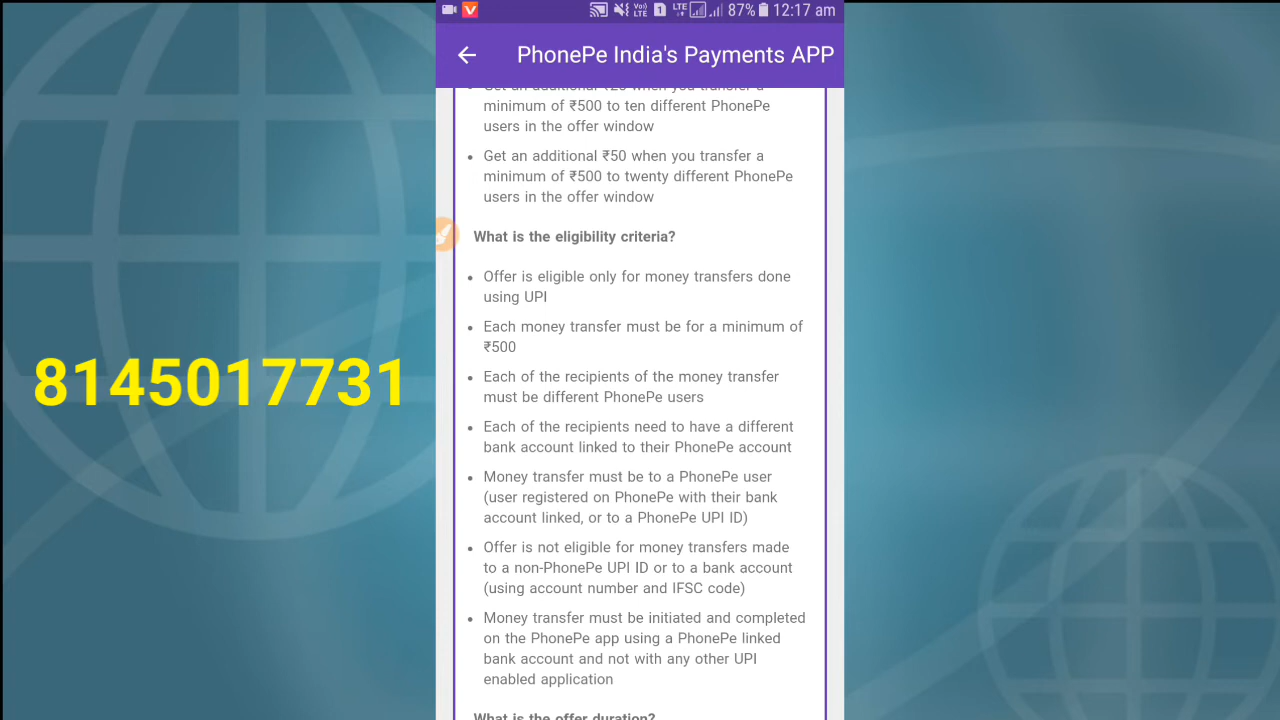 87% 12:17 am
PhonePe India's Payments APP
minimum of ₹500 to ten different PhonePe
users in the offer window
• Get an additional ₹50 when you transfer a
minimum of ₹500 to twenty different PhonePe
users in the offer window
What is the eligibility criteria?
• Offer is eligible only for money transfers done
using UPI
• Each money transfer must be for a minimum of
₹500
8145017731
• Each of the recipients of the money transfer
must be different PhonePe users
• Each of the recipients need to have a different
bank account linked to their PhonePe account
• Money transfer must be to a PhonePe user
(user registered on PhonePe with their bank
account linked, or to a PhonePe UPI ID)
• Offer is not eligible for money transfers made
to a non-PhonePe UPI ID or to a bank account
(using account number and IFSC code)
• Money transfer must be initiated and completed
on the PhonePe app using a PhonePe linked
bank account and not with any other UPI
enabled application
What is the offer duration?